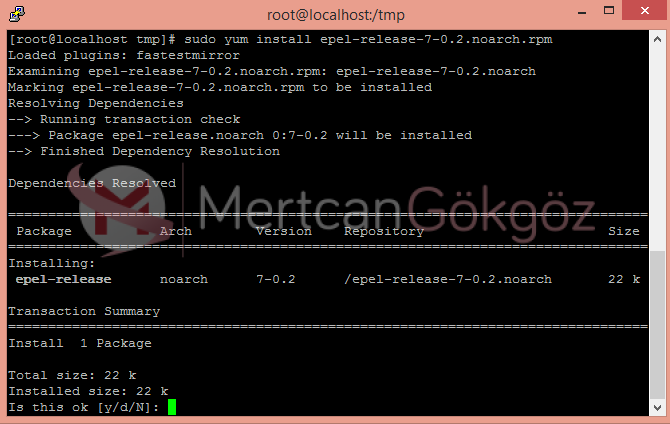 root@localhost:/tmp
[root@localhost tmp]# sudo yum install epel-release-7-0.2.noarch.rpm
Loaded plugins: fastestmirror
Examining epel-release-7-0.2.noarch.rpm: epel-release-7-0.2.noarch
Marking epel-release-7-0.2.noarch.rpm to be installed
Resolving Dependencies
--> Running transaction check
---> Package epel-release.noarch 0:7-0.2 will be installed
--> Finished Dependency Resolution
Dependencies Resolved
MertcanGökgöz
================================================================================
Package Arch Version Repository Size
================================================================================
Installing:
epel-release noarch 7-0.2 /epel-release-7-0.2.noarch 22 k
Transaction Summary
================================================================================
Install  1 Package
Total size: 22 k
Installed size: 22 k
Is this ok [y/d/N]: